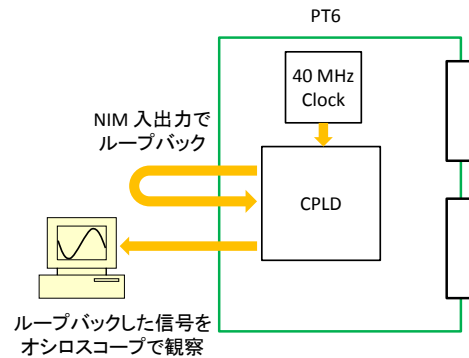 PT6
40 MHz
Clock
NIM 入出力で
ループバック
CPLD
ループバックした信号を
オシロスコープで観察